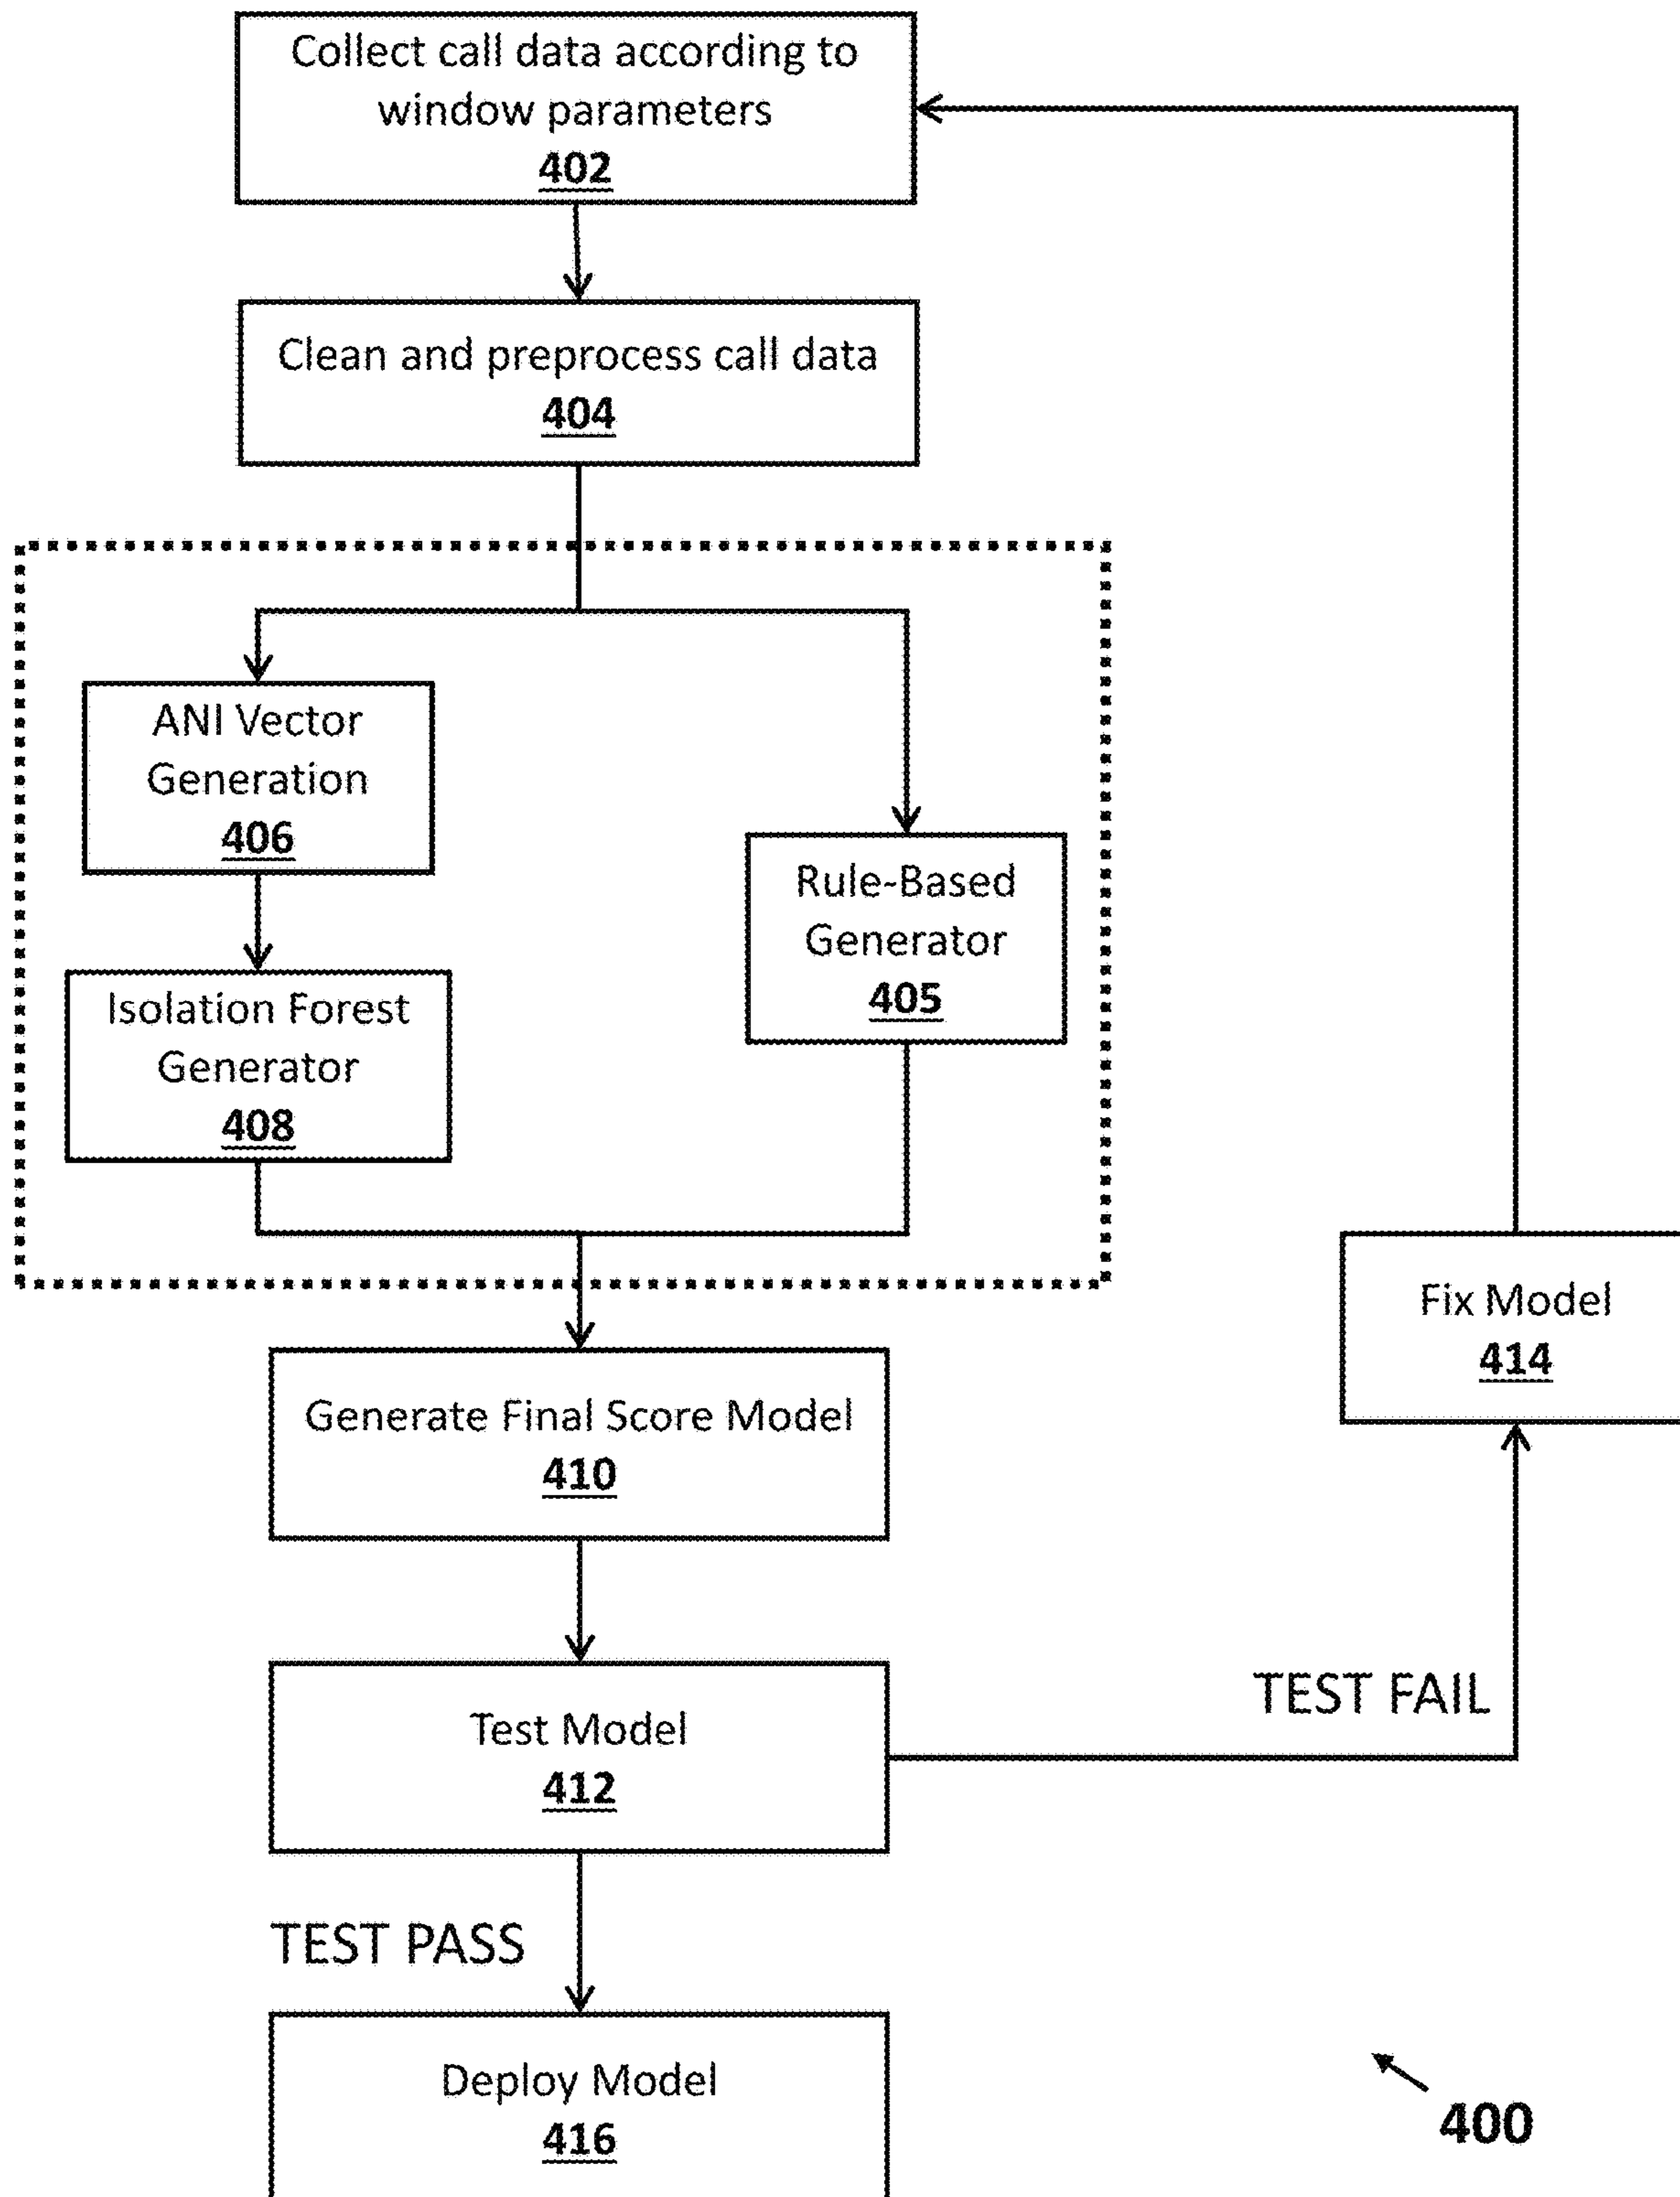 Collect call data according to
window parameters
402
Clean and preprocess call data
404
ANI Vector
Generation
406
Rule-Based
Generator
405
Isolation Forest
Generator
408
Fix Model
414
Generate Final Score Model
410
TEST FAIL
Test Model
412
TEST PASS
Deploy Model
416
400